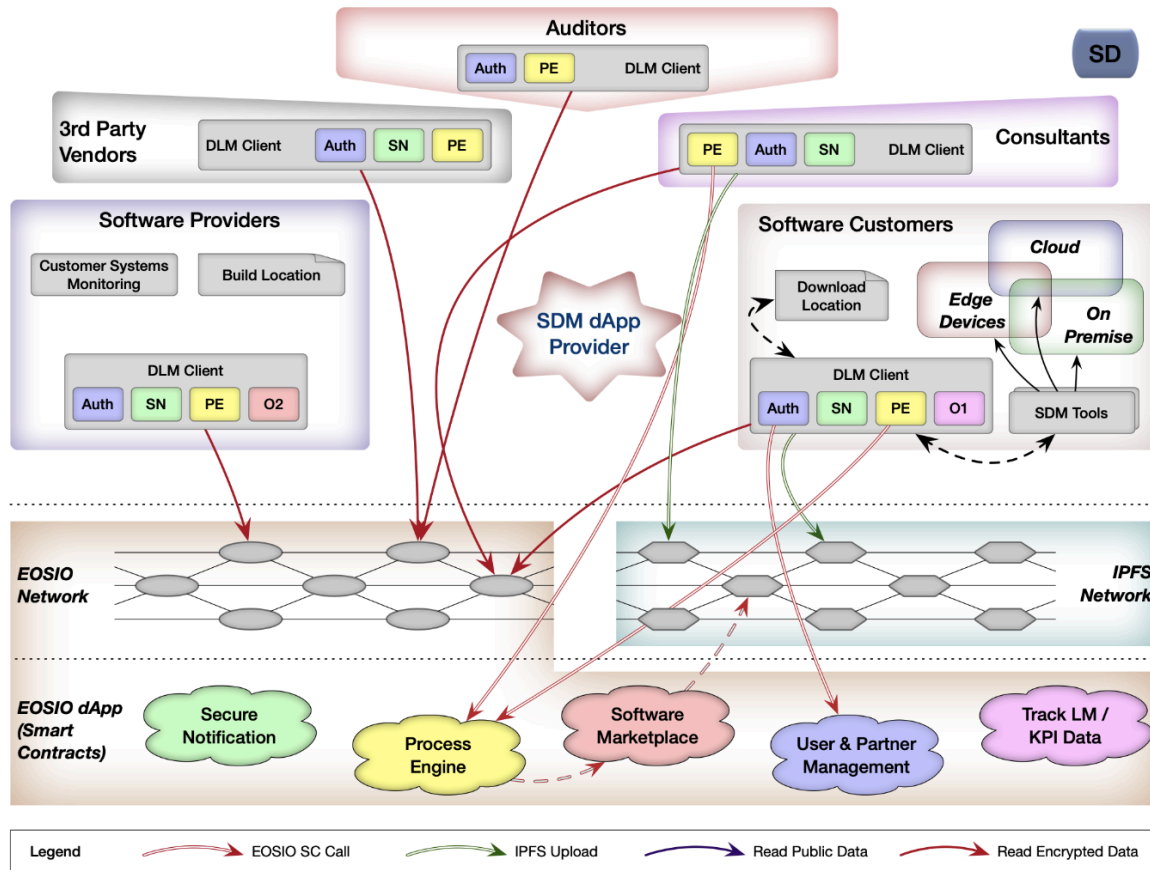 Auditors
Auth
PE
DLM Client
SD
3rd Party
Vendors
DLM Client
Auth
SN
PE
PE
Auth
SN
DLM Client
Consultants
Software Providers
Customer Systems
Monitoring
Build Location
DLM Client
Auth
SN
PE
O2
SDM dApp
Provider
Software Customers
Cloud
Edge
Devices
On
Premise
Download
Location
DLM Client
Auth
SN
PE
O1
SDM Tools
EOSIO
Network
IPFS
Network
EOSIO dApp
(Smart
Contracts)
Secure
Notification
Process
Engine
Software
Marketplace
User & Partner
Management
Track LM /
KPI Data
Legend
EOSIO SC Call
IPFS Upload
Read Public Data
Read Encrypted Data